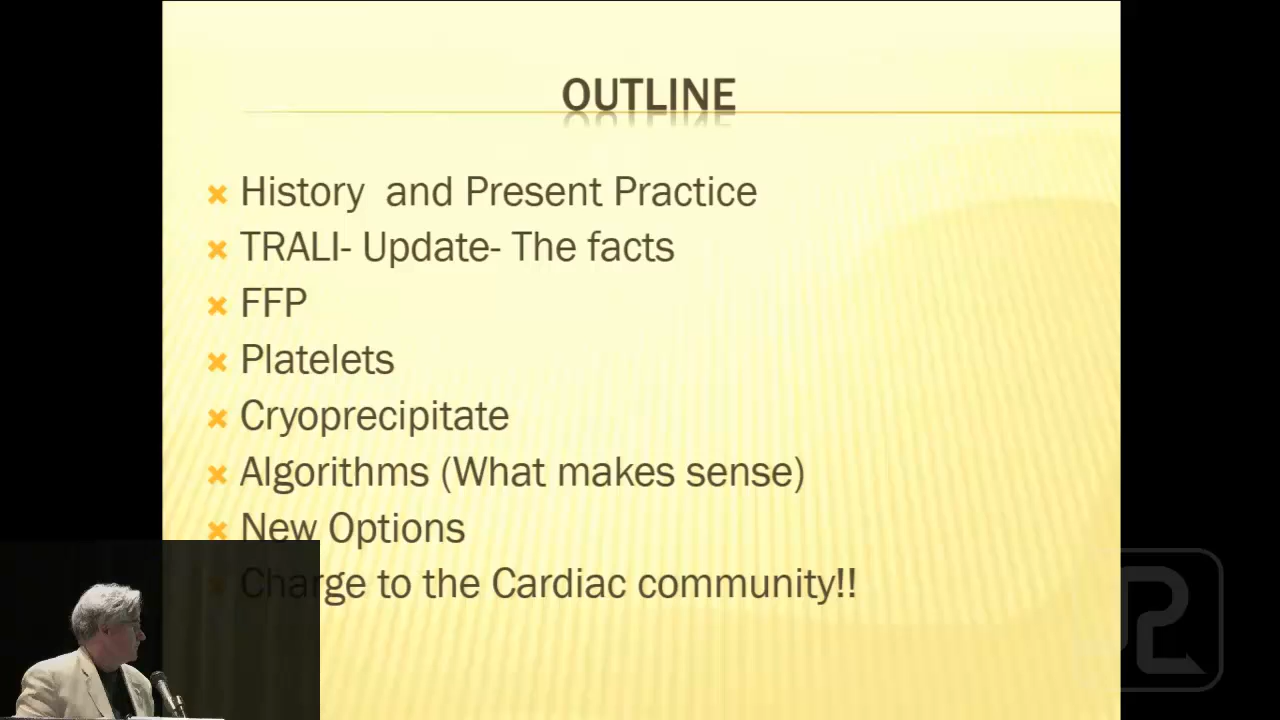 OUTLINE
History and Present Practice
TRALI- Update- The facts
FFP
Platelets
Cryoprecipitate
Algorithms (What makes sense)
New Options
Charge to the Cardiac community!!